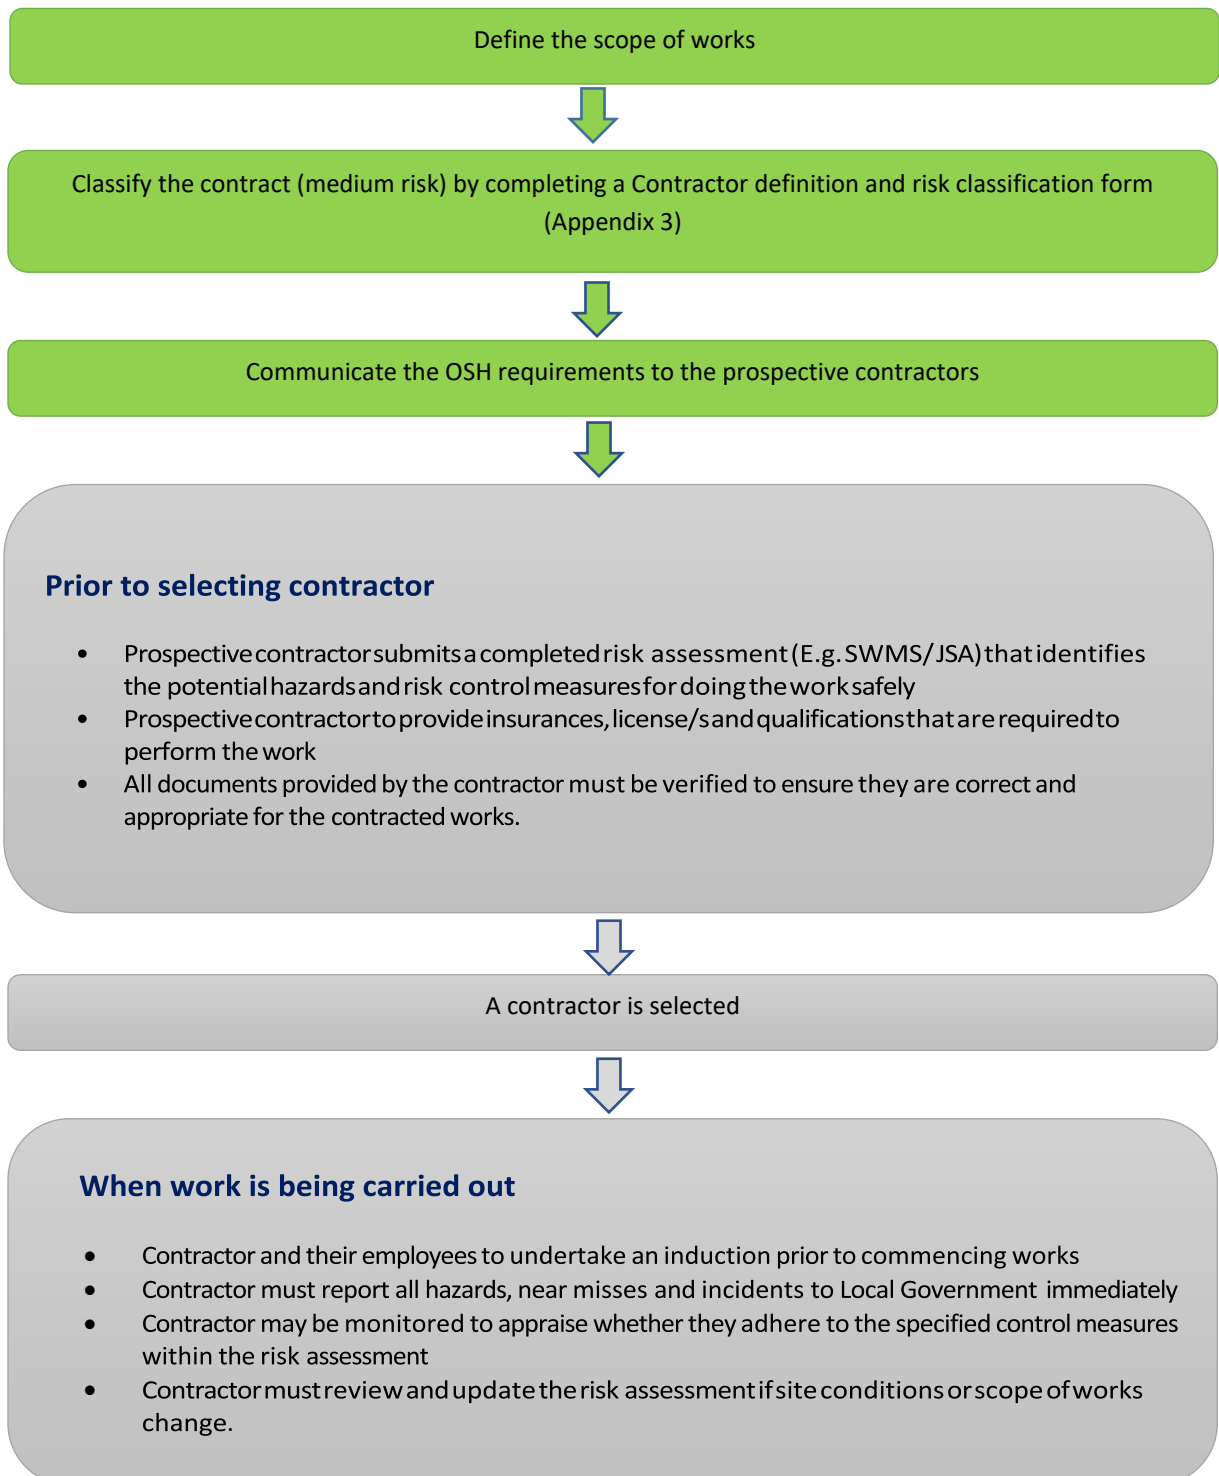 Define the scope of works
Classify the contract (medium risk) by completing a Contractor definition and risk classification form
(Appendix 3)
Communicate the OSH requirements to the prospective contractors
Prior to selecting contractor
• Prospective contractor submits a completed risk assessment (E.g. SWMS/JSA) that identifies
the potential hazards and risk control measures for doing the work safely
• Prospective contractor to provide insurances, license/s and qualifications that are required to
perform the work
• All documents provided by the contractor must be verified to ensure they are correct and
appropriate for the contracted works.
A contractor is selected
When work is being carried out
• Contractor and their employees to undertake an induction prior to commencing works
• Contractor must report all hazards, near misses and incidents to Local Government immediately
• Contractor may be monitored to appraise whether they adhere to the specified control measures
within the risk assessment
• Contractor must review and update the risk assessment if site conditions or scope of works
change.